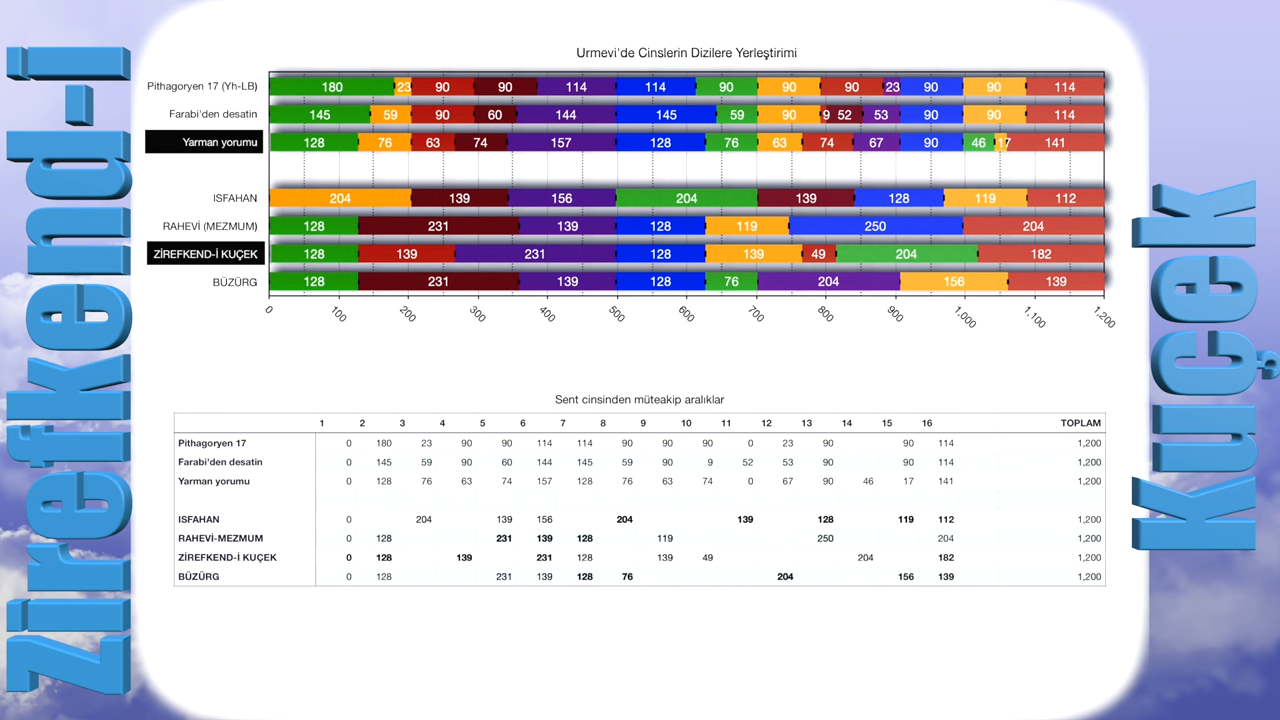 Zirefkend-i
Kuçek
Urmevi'de Cinslerin Dizilere Yerleştirimi
Pithagoryen 17 (Yh-LB) 180 23 90 90 114 114 90 90 90 23 90 90 114
Farabi'den desatin 145 59 90 60 144 145 59 90 9 52 53 90 90 114
Yarman yorumu 128 76 63 74 157 128 76 63 74 67 90 46 17 141
ISFAHAN 204 139 156 204 139 128 119 112
RAHEVİ (MEZMUM) 128 231 139 128 119 250 204
ZİREFKEND-İ KUÇEK 128 139 231 128 139 49 204 182
BÜZÜRG 128 231 139 128 76 204 156 139
0 100 200 300 400 500 600 700 800 900 1,000 1,100 1,200
Sent cinsinden müteakip aralıklar
1 2 3 4 5 6 7 8 9 10 11 12 13 14 15 16 TOPLAM
Pithagoryen 17 0 180 23 90 90 114 114 90 90 90 0 23 90 90 114 1,200
Farabi'den desatin 0 145 59 90 60 144 145 59 90 9 52 53 90 90 114 1,200
Yarman yorumu 0 128 76 63 74 157 128 76 63 74 0 67 90 46 17 141 1,200
ISFAHAN 0 204 139 156 204 139 128 119 112 1,200
RAHEVİ-MEZMUM 0 128 231 139 128 119 250 204 1,200
ZİREFKEND-İ KUÇEK 0 128 139 231 128 139 49 204 182 1,200
BÜZÜRG 0 128 231 139 128 76 204 156 139 1,200